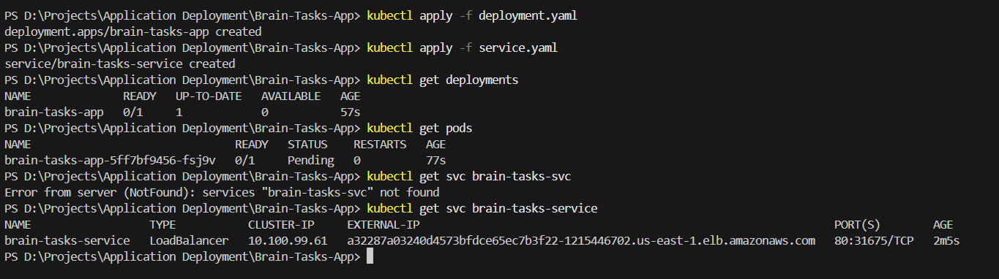 PS D:\Projects\Application Deployment\Brain-Tasks-App> kubectl apply -f deployment.yaml
deployment.apps/brain-tasks-app created
PS D:\Projects\Application Deployment\Brain-Tasks-App> kubectl apply -f service.yaml
service/brain-tasks-service created
PS D:\Projects\Application Deployment\Brain-Tasks-App> kubectl get deployments
NAME              READY   UP-TO-DATE   AVAILABLE   AGE
brain-tasks-app   0/1     1            0           57s
PS D:\Projects\Application Deployment\Brain-Tasks-App> kubectl get pods
NAME                               READY   STATUS    RESTARTS   AGE
brain-tasks-app-5ff7bf9456-fsj9v   0/1     Pending   0          77s
PS D:\Projects\Application Deployment\Brain-Tasks-App> kubectl get svc brain-tasks-svc
Error from server (NotFound): services "brain-tasks-svc" not found
PS D:\Projects\Application Deployment\Brain-Tasks-App> kubectl get svc brain-tasks-service
NAME                  TYPE           CLUSTER-IP     EXTERNAL-IP                                                               PORT(S)        AGE
brain-tasks-service   LoadBalancer   10.100.99.61   a32287a03240d4573bfdce65ec7b3f22-1215446702.us-east-1.elb.amazonaws.com   80:31675/TCP   2m5s
PS D:\Projects\Application Deployment\Brain-Tasks-App>